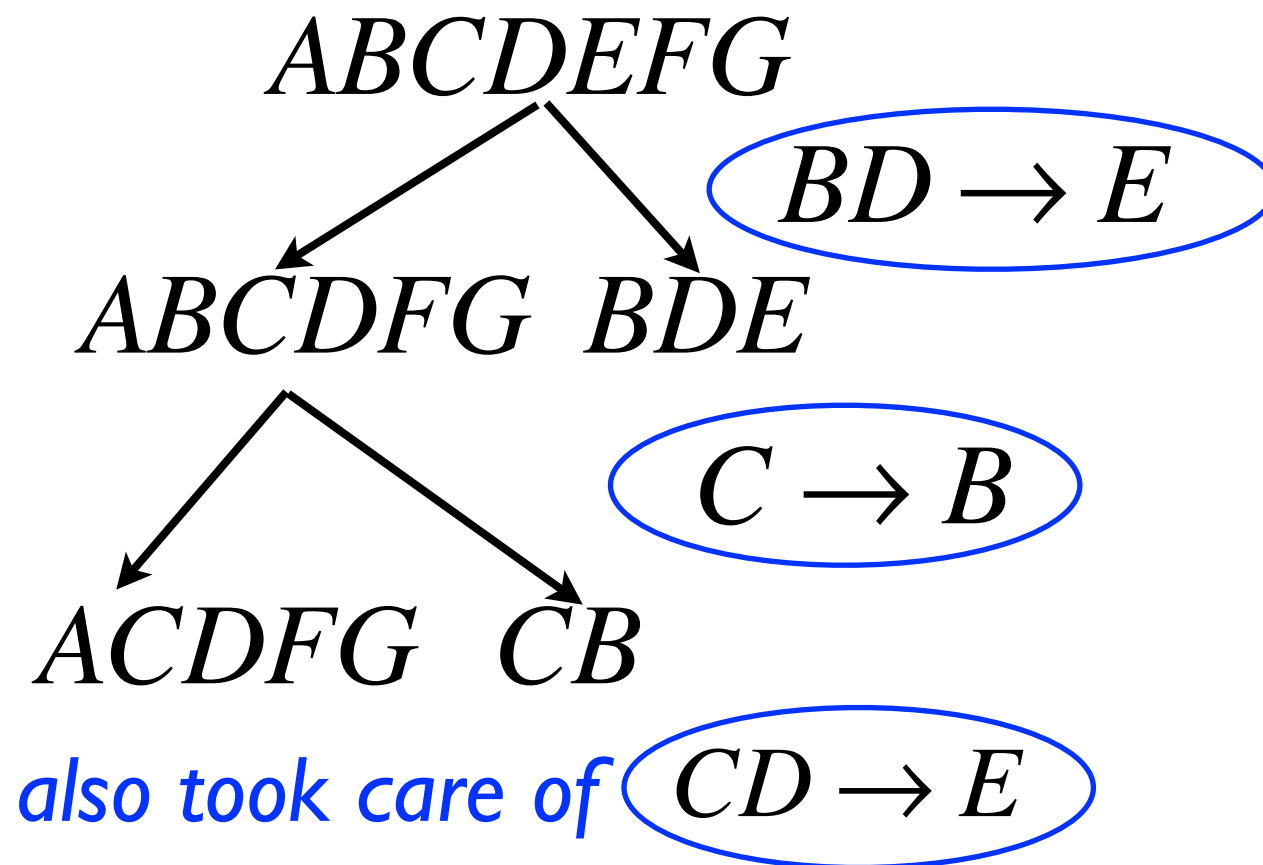 ABCDEFG
BD → E
ABCDFG BDE
C → B
ACDFG CB
also took care of CD → E